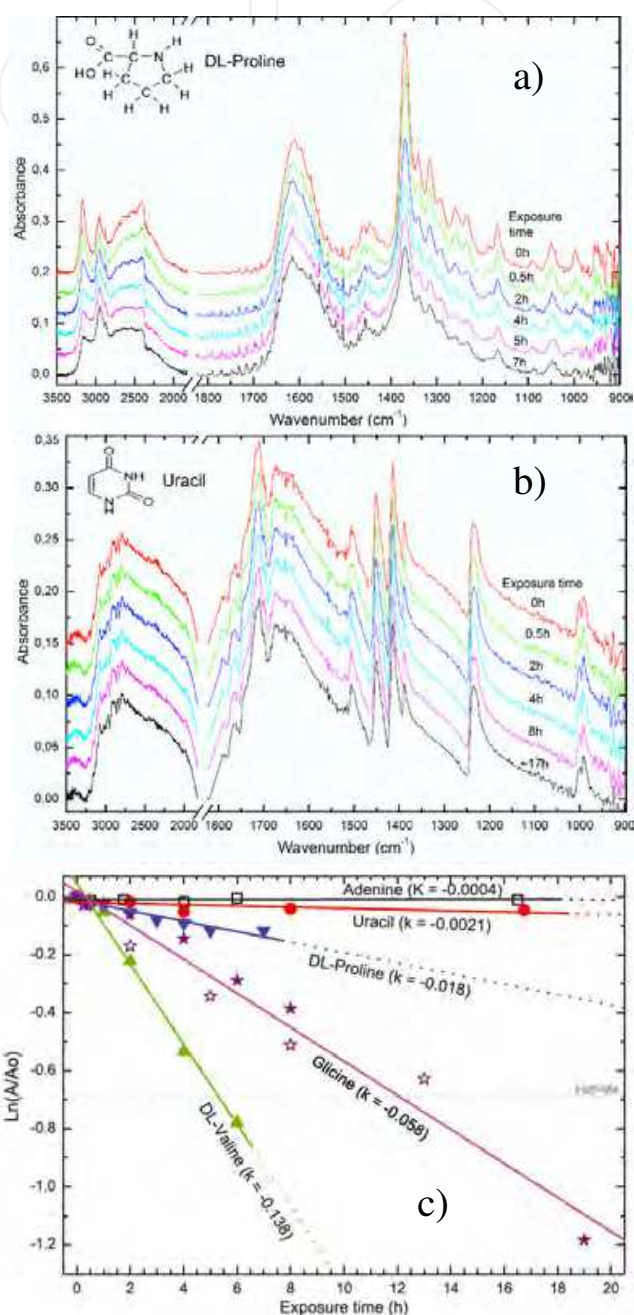 a)
DL-Proline
O
H
N
H
HO
C
C
H
H
C
C
H
H
H
H
Absorbance
0,7
0,6
0,5
0,4
0,3
0,2
0,1
0,0
Exposure
time
0h
0.5h
2h
4h
5h
7h
3500 3000 2500 2000 1800 1700 1600 1500 1400 1300 1200 1100 1000 900
Wavenumber (cm⁻¹)
b)
Uracil
O
NH
N
H
O
Absorbance
0,35
0,30
0,25
0,20
0,15
0,10
0,05
0,00
Exposure time
0h
0.5h
2h
4h
8h
~17h
3500 3000 2500 2000 1800 1700 1600 1500 1400 1300 1200 1100 1000 900
Wavenumber (cm⁻¹)
Ln(A/Ao)
0.0
-0.2
-0.4
-0.6
-0.8
-1.0
-1.2
Adenine (K = -0.0004)
Uracil (k = -0.0021)
DL-Proline (k = -0.018)
Glicine (k = -0.058)
DL-Valine (k = -0.138)
c)
0 2 4 6 8 10 12 14 16 18 20
Exposure time (h)